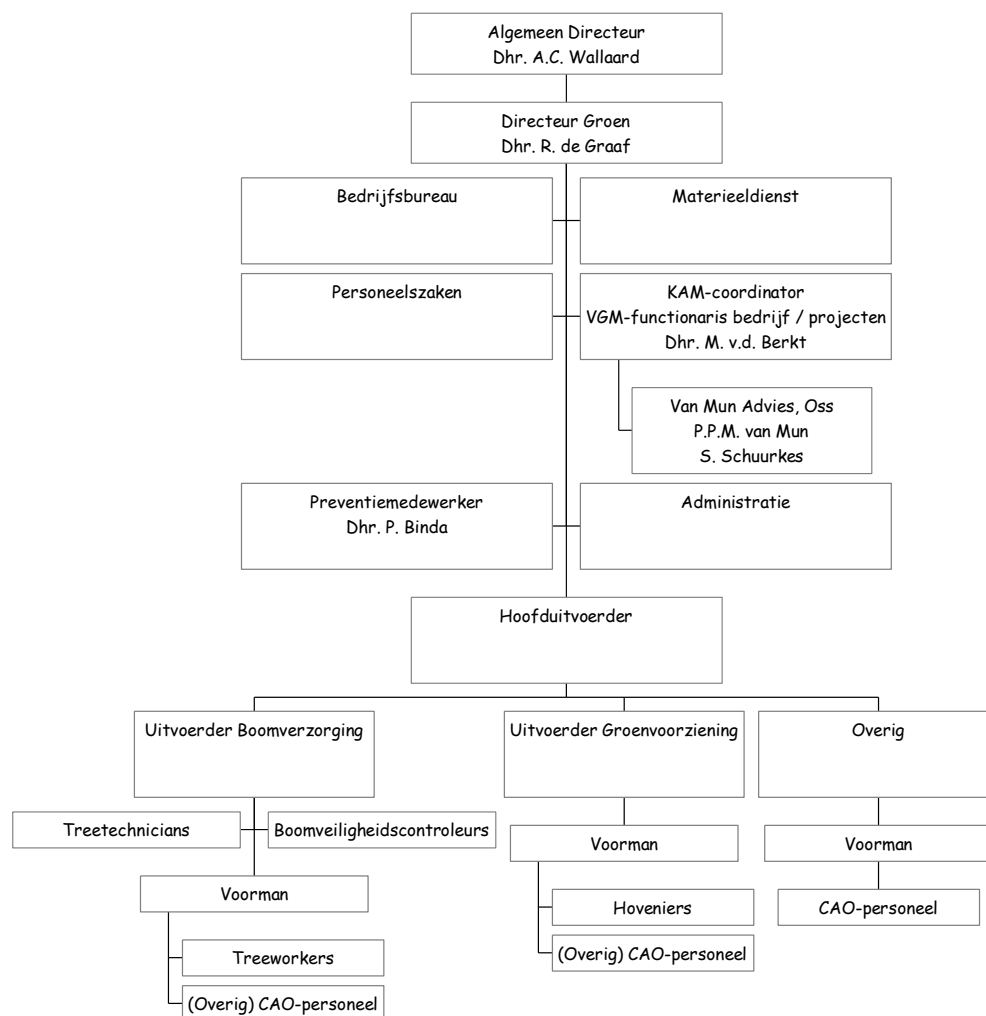 Algemeen Directeur
Dhr. A.C. Wallaard
Directeur Groen
Dhr. R. de Graaf
Bedrijfsbureau
Materieeldienst
Personeelszaken
KAM-coordinator
VGM-functionaris bedrijf / projecten
Dhr. M. v.d. Berkt
Van Mun Advies, Oss
P.P.M. van Mun
S. Schuurkes
Preventiemedewerker
Dhr. P. Binda
Administratie
Hoofduitvoerder
Uitvoerder Boomverzorging
Uitvoerder Groenvoorziening
Overig
Treetechnicians
Boomveiligheidscontroleurs
Voorman
Voorman
Voorman
Treeworkers
(Overig) CAO-personeel
Hoveniers
(Overig) CAO-personeel
CAO-personeel